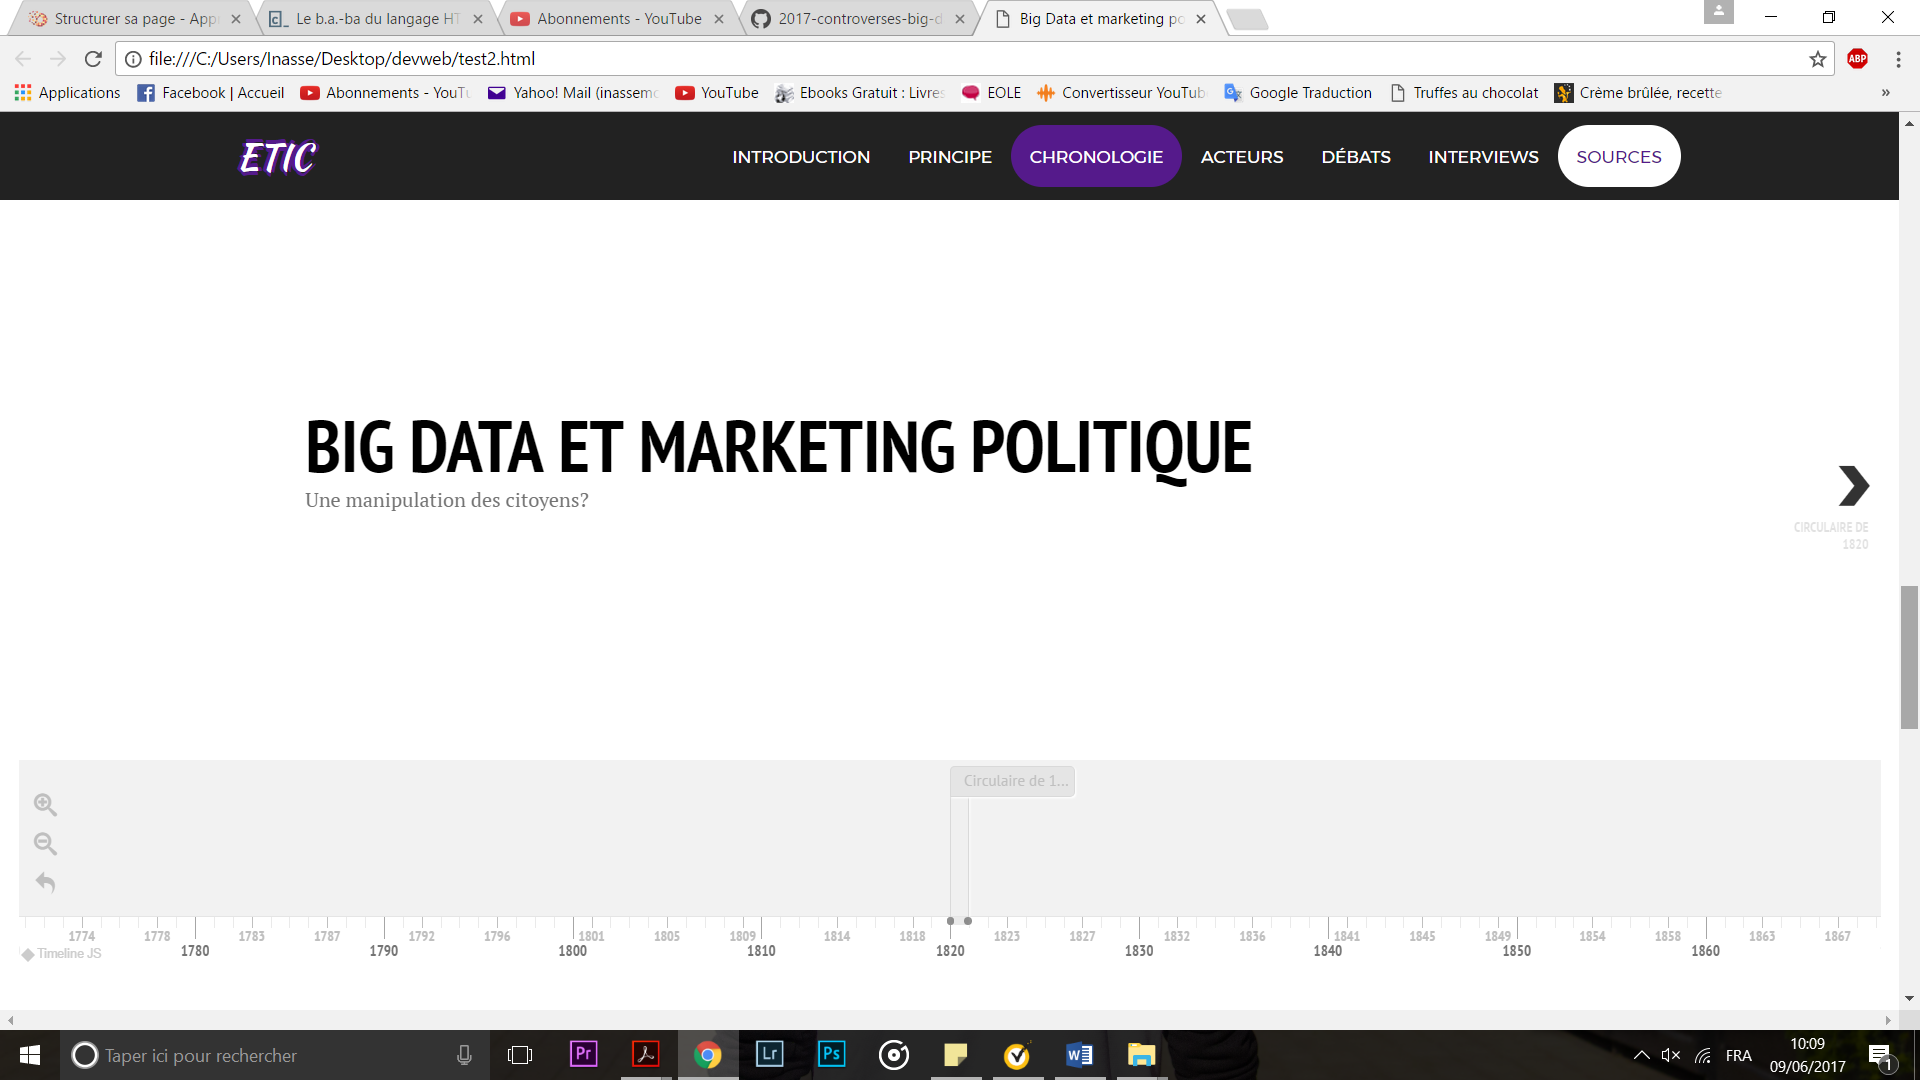 Structurer sa page - App
Le b.a.-ba du langage HT
Abonnements - YouTube
2017-controverses-big-d
Big Data et marketing po
file:///C:/Users/Inasse/Desktop/devweb/test2.html
ABP
Applications
Facebook | Accueil
Abonnements - YouTu
Yahoo! Mail (inassemo
YouTube
Ebooks Gratuit : Livres
EOLE
Convertisseur YouTub
Google Traduction
Truffes au chocolat
Crème brûlée, recette
»
ETIC
INTRODUCTION
PRINCIPE
CHRONOLOGIE
ACTEURS
DÉBATS
INTERVIEWS
SOURCES
BIG DATA ET MARKETING POLITIQUE
Une manipulation des citoyens?
CIRCULAIRE DE
1820
Circulaire de 1...
1774 1778 1783 1787 1792 1796 1801 1805 1809 1814 1818 1823 1827 1832 1836 1841 1845 1849 1854 1858 1863 1867
1780 1790 1800 1810 1820 1830 1840 1850 1860
Timeline JS
Taper ici pour rechercher
Pr
Lr
Ps
FRA
10:09
09/06/2017
1